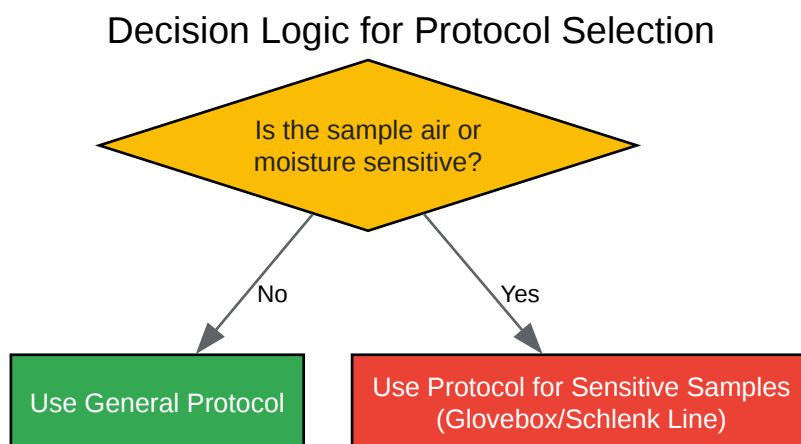 Decision Logic for Protocol Selection
Is the sample air or
moisture sensitive?
No
Yes
Use General Protocol
Use Protocol for Sensitive Samples
(Glovebox/Schlenk Line)